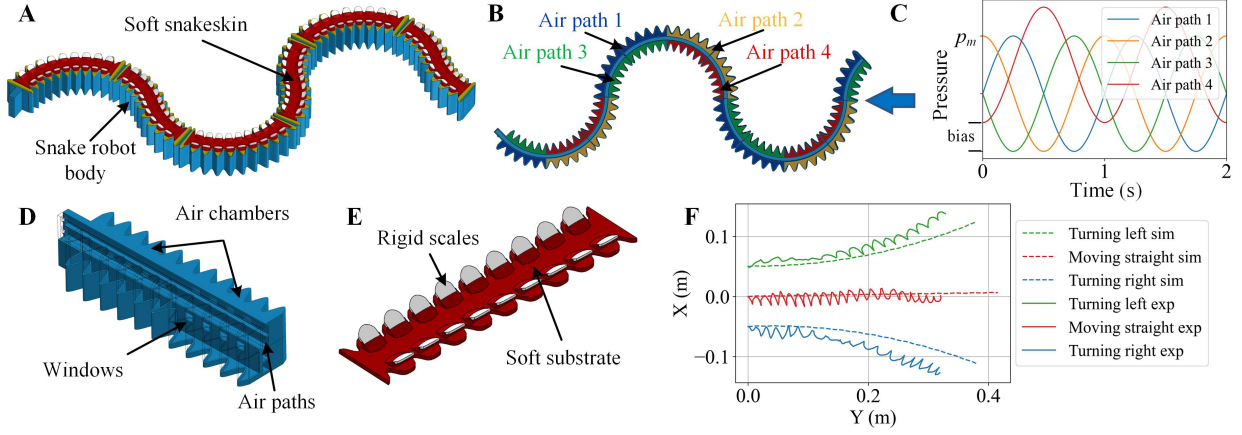 A
Soft snakeskin
Snake robot
body
B
Air path 1
Air path 2
Air path 3
Air path 4
C
Air path 1
Air path 2
Air path 3
Air path 4
pm
Pressure
bias
0
1
2
Time (s)
D
Air chambers
Windows
Air paths
E
Rigid scales
Soft substrate
F
0.1
0.0
−0.1
X (m)
0.0
0.2
0.4
Y (m)
Turning left sim
Moving straight sim
Turning right sim
Turning left exp
Moving straight exp
Turning right exp